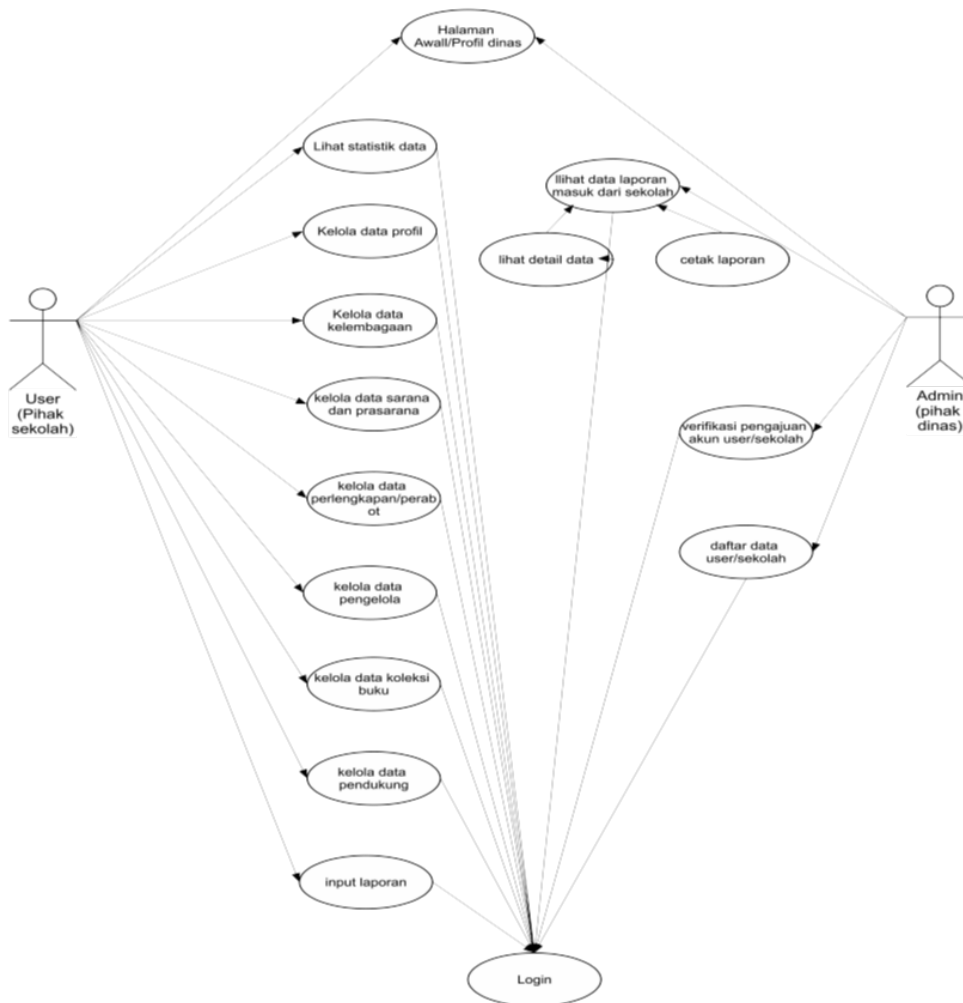 Halaman
Awall/Profil dinas
Lihat statistik data
Kelola data profil
Kelola data
kelembagaan
kelola data sarana
dan prasarana
kelola data
perlengkapan/perab
ot
kelola data
pengelola
kelola data koleksi
buku
kelola data
pendukung
input laporan
Login
User
(Pihak
sekolah)
llihat data laporan
masuk dari sekolah
lihat detail data
cetak laporan
verifikasi pengajuan
akun user/sekolah
daftar data
user/sekolah
Admin
(pihak
dinas)